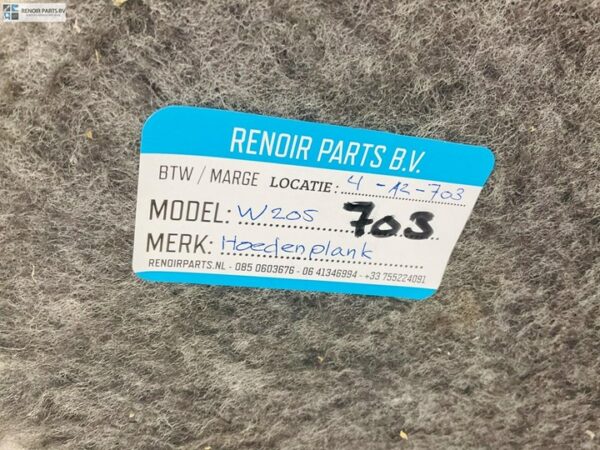 RENOIR PARTS BV
RENOIR PARTS B.V.
BTW / MARGE LOCATIE: 4-12-703
MODEL: W205 703
MERK: Hoedenplank
RENOIRPARTS.NL - 085 0603676 - 06 41346994 - +33 755224091